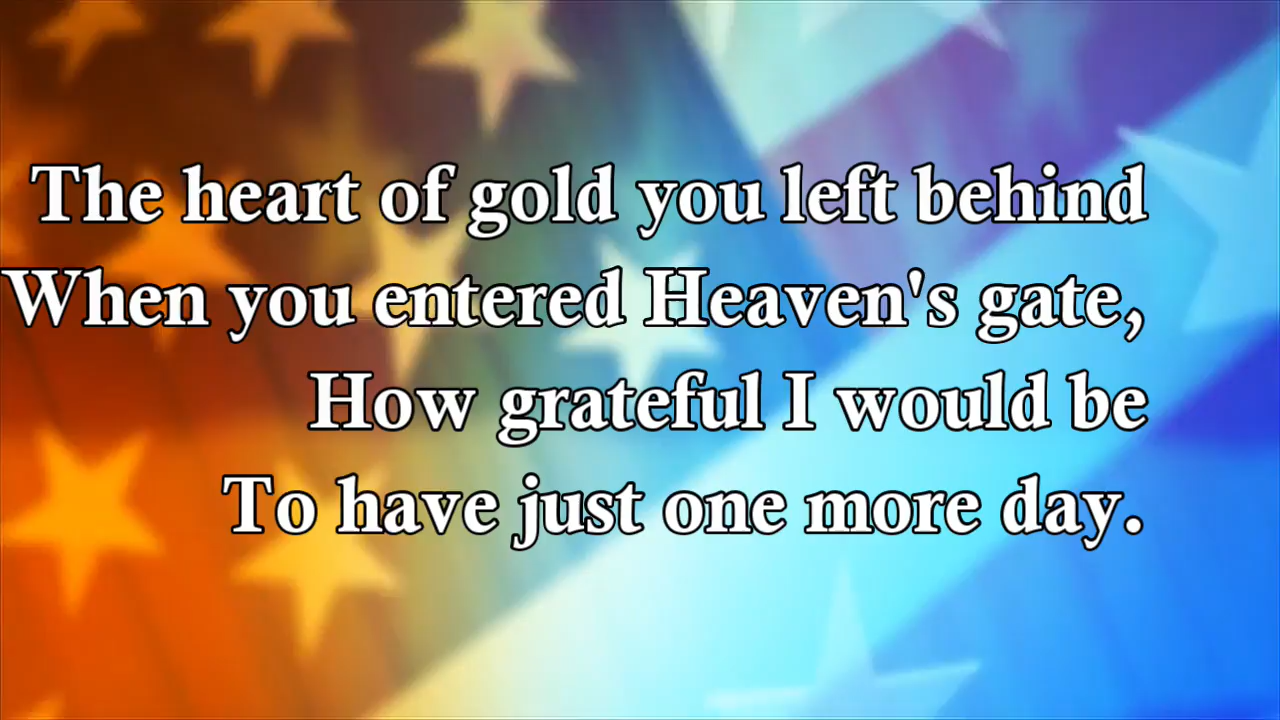 The heart of gold you left behind
When you entered Heaven's gate,
How grateful I would be
To have just one more day.